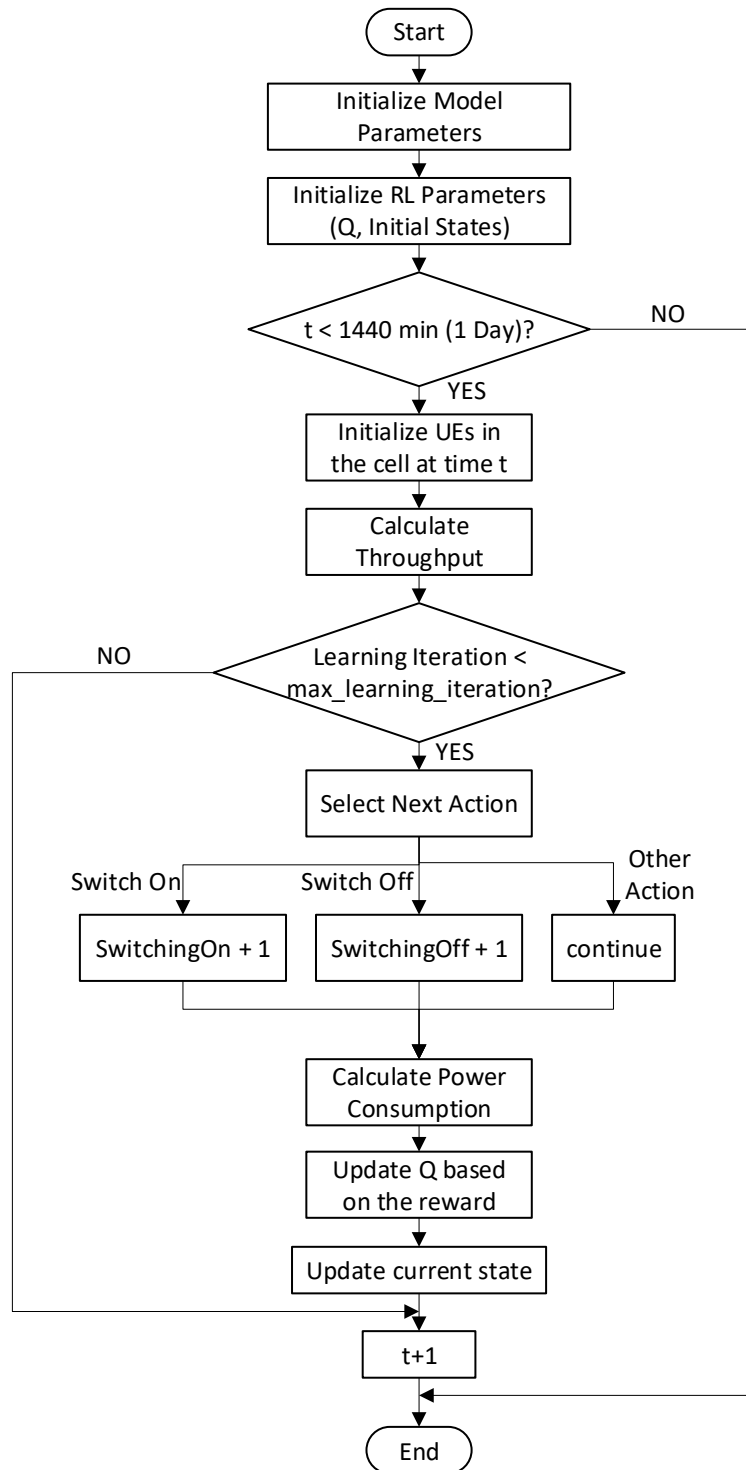 Start
Initialize Model
Parameters
Initialize RL Parameters
(Q, Initial States)
t < 1440 min (1 Day)?
NO
YES
Initialize UEs in
the cell at time t
Calculate
Throughput
NO
Learning Iteration <
max_learning_iteration?
YES
Select Next Action
Switch On
Switch Off
Other
Action
SwitchingOn + 1
SwitchingOff + 1
continue
Calculate Power
Consumption
Update Q based
on the reward
Update current state
t+1
End